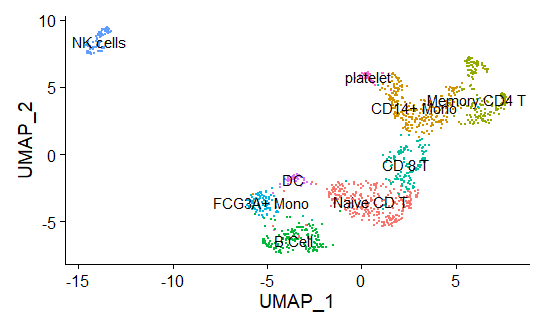 10
5
0
-5
UMAP_2
NK cells
platelet
Memory CD4 T
CD14+ Mono
CD 8 T
DC
FCG3A+ Mono
Naive CD T
B Cell
-15
-10
-5
0
5
UMAP_1